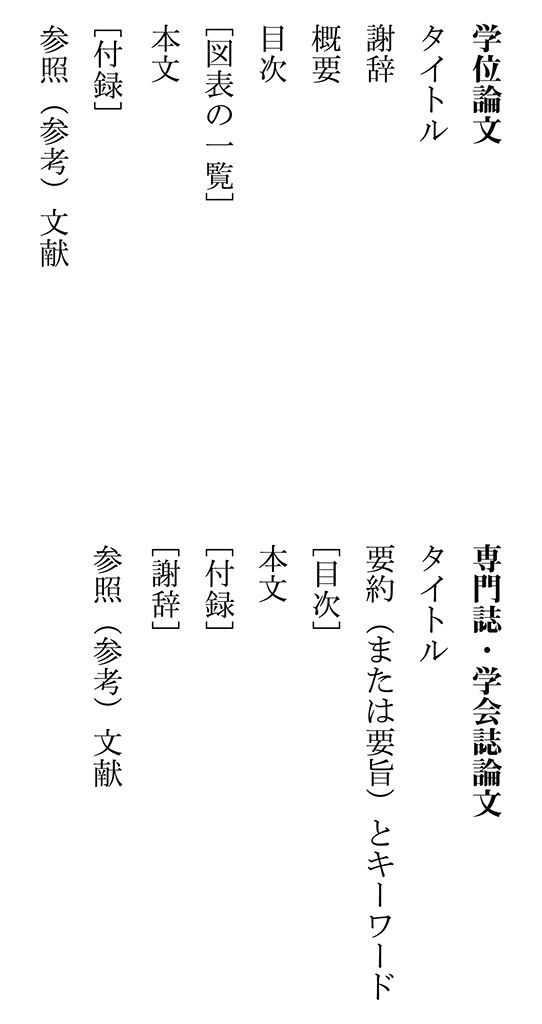 学位論文
タイトル
謝辞
概要
目次
［図表の一覧］
本文
［付録］
参照（参考）文献
専門誌・学会誌論文
タイトル
要約（または要旨）とキーワード
［目次］
本文
［付録］
［謝辞］
参照（参考）文献